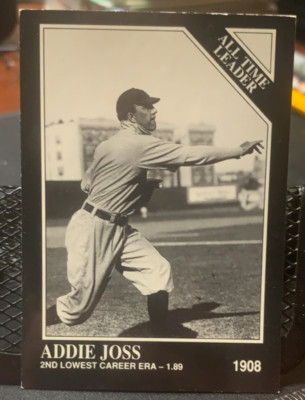 ALL TIME
LEADER
ADDIE JOSS
2ND LOWEST CAREER ERA – 1.89
1908